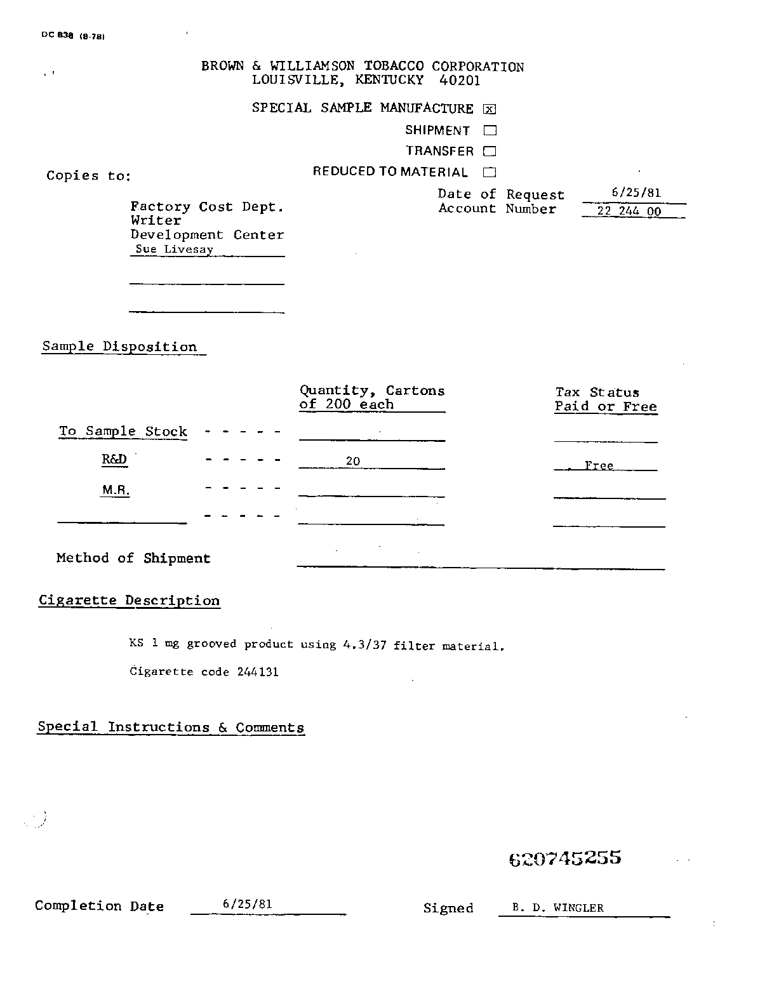 DC 838 (8-78)
BROWN & WILLIAMSON TOBACCO CORPORATION
LOUISVILLE, KENTUCKY 40201
SPECIAL SAMPLE MANUFACTURE ☒
SHIPMENT ☐
TRANSFER ☐
REDUCED TO MATERIAL ☐
Copies to:
Date of Request 6/25/81
Account Number 22 244 00
Factory Cost Dept.
Writer
Development Center
Sue Livesay
Sample Disposition
Quantity, Cartons of 200 each
Tax Status Paid or Free
To Sample Stock - - - - -
R&D - - - - - 20 Free
M.R. - - - - -
- - - - -
Method of Shipment
Cigarette Description
KS 1 mg grooved product using 4.3/37 filter material.
Cigarette code 244131
Special Instructions & Comments
620745255
Completion Date 6/25/81 Signed B. D. WINGLER